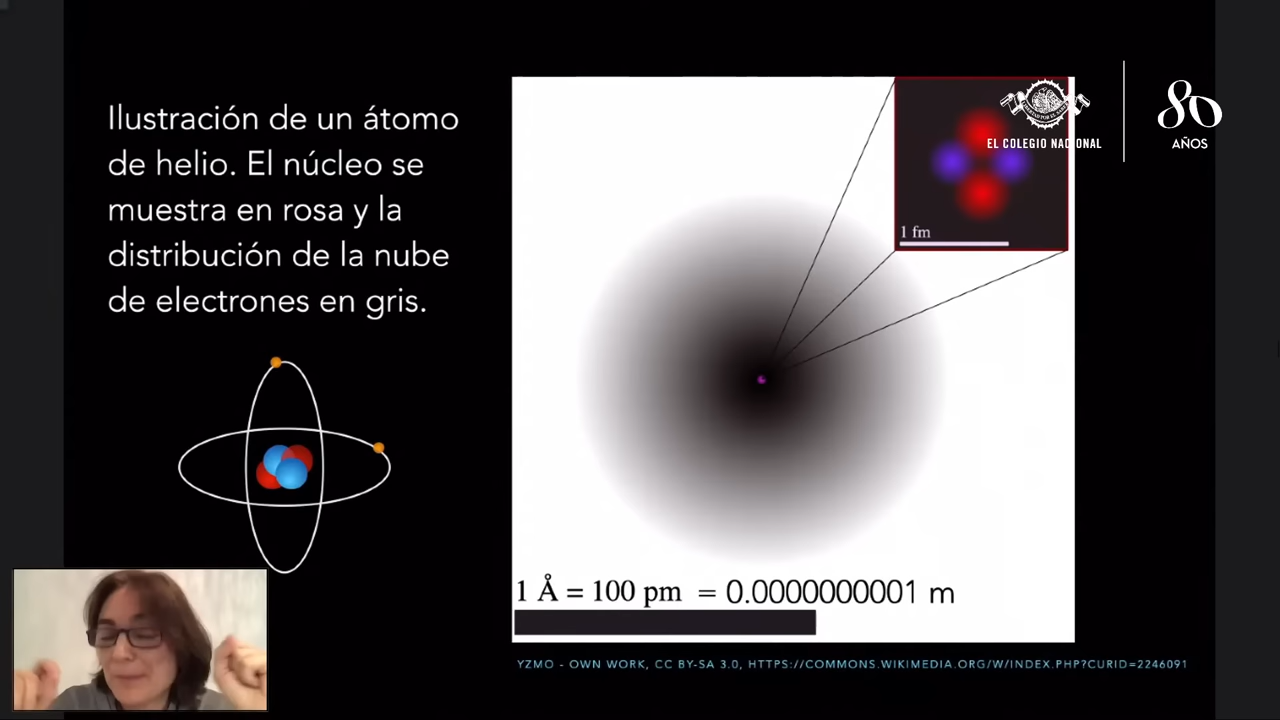 Ilustración de un átomo
de helio. El núcleo se
muestra en rosa y la
distribución de la nube
de electrones en gris.
EL COLEGIO NACIONAL
80
AÑOS
1 fm
1 Å = 100 pm = 0.0000000001 m
YZMO - OWN WORK, CC BY-SA 3.0, HTTPS://COMMONS.WIKIMEDIA.ORG/W/INDEX.PHP?CURID=2246091